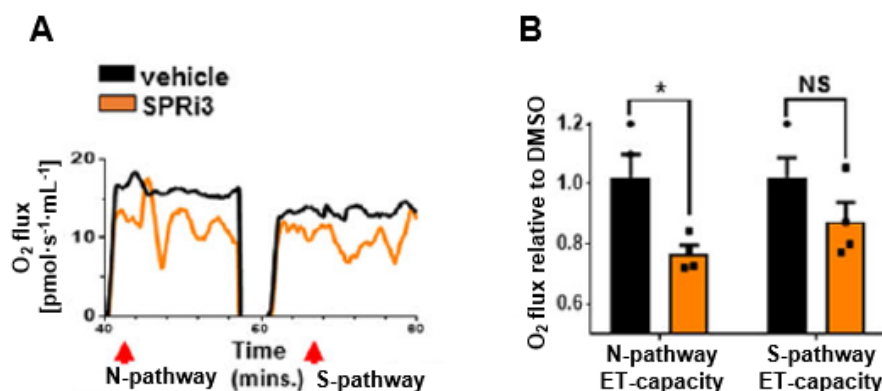 A
vehicle
SPRi3
O2 flux
[pmol·s-1·mL-1]
20
10
0
40
60
80
Time
(mins.)
N-pathway
S-pathway
B
O2 flux relative to DMSO
1.2
1.0
0.8
0.6
*
NS
N-pathway
ET-capacity
S-pathway
ET-capacity